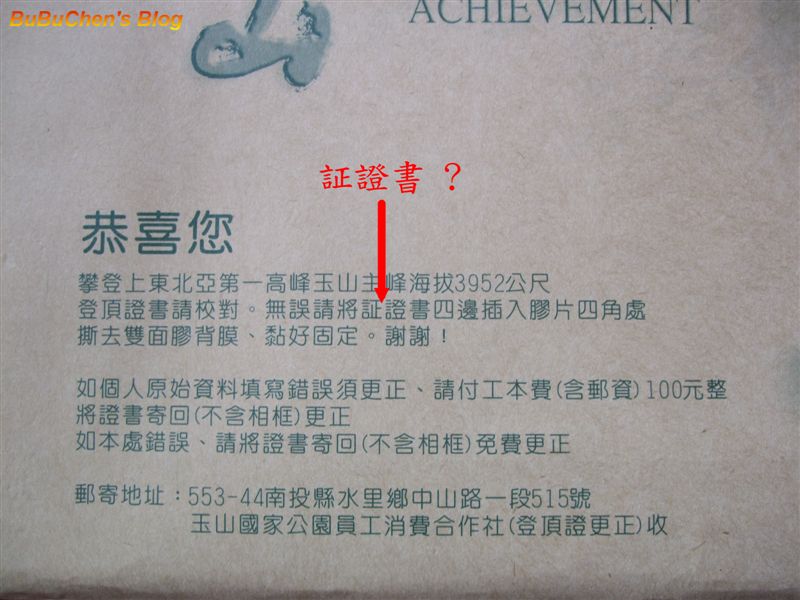 BuBuChen's Blog
ACHIEVEMENT
山
証證書 ？
恭喜您
攀登上東北亞第一高峰玉山主峰海拔3952公尺
登頂證書請校對。無誤請將証證書四邊插入膠片四角處
撕去雙面膠背膜、黏好固定。謝謝！
如個人原始資料填寫錯誤須更正、請付工本費(含郵資)100元整
將證書寄回(不含相框)更正
如本處錯誤、請將證書寄回(不含相框)免費更正
郵寄地址：553-44南投縣水里鄉中山路一段515號
玉山國家公園員工消費合作社(登頂證更正)收